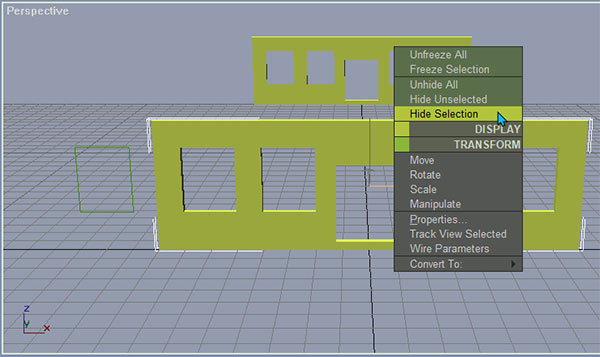 Perspective
Unfreeze All
Freeze Selection
Unhide All
Hide Unselected
Hide Selection
DISPLAY
TRANSFORM
Move
Rotate
Scale
Manipulate
Properties...
Track View Selected
Wire Parameters
Convert To:
z
y
x